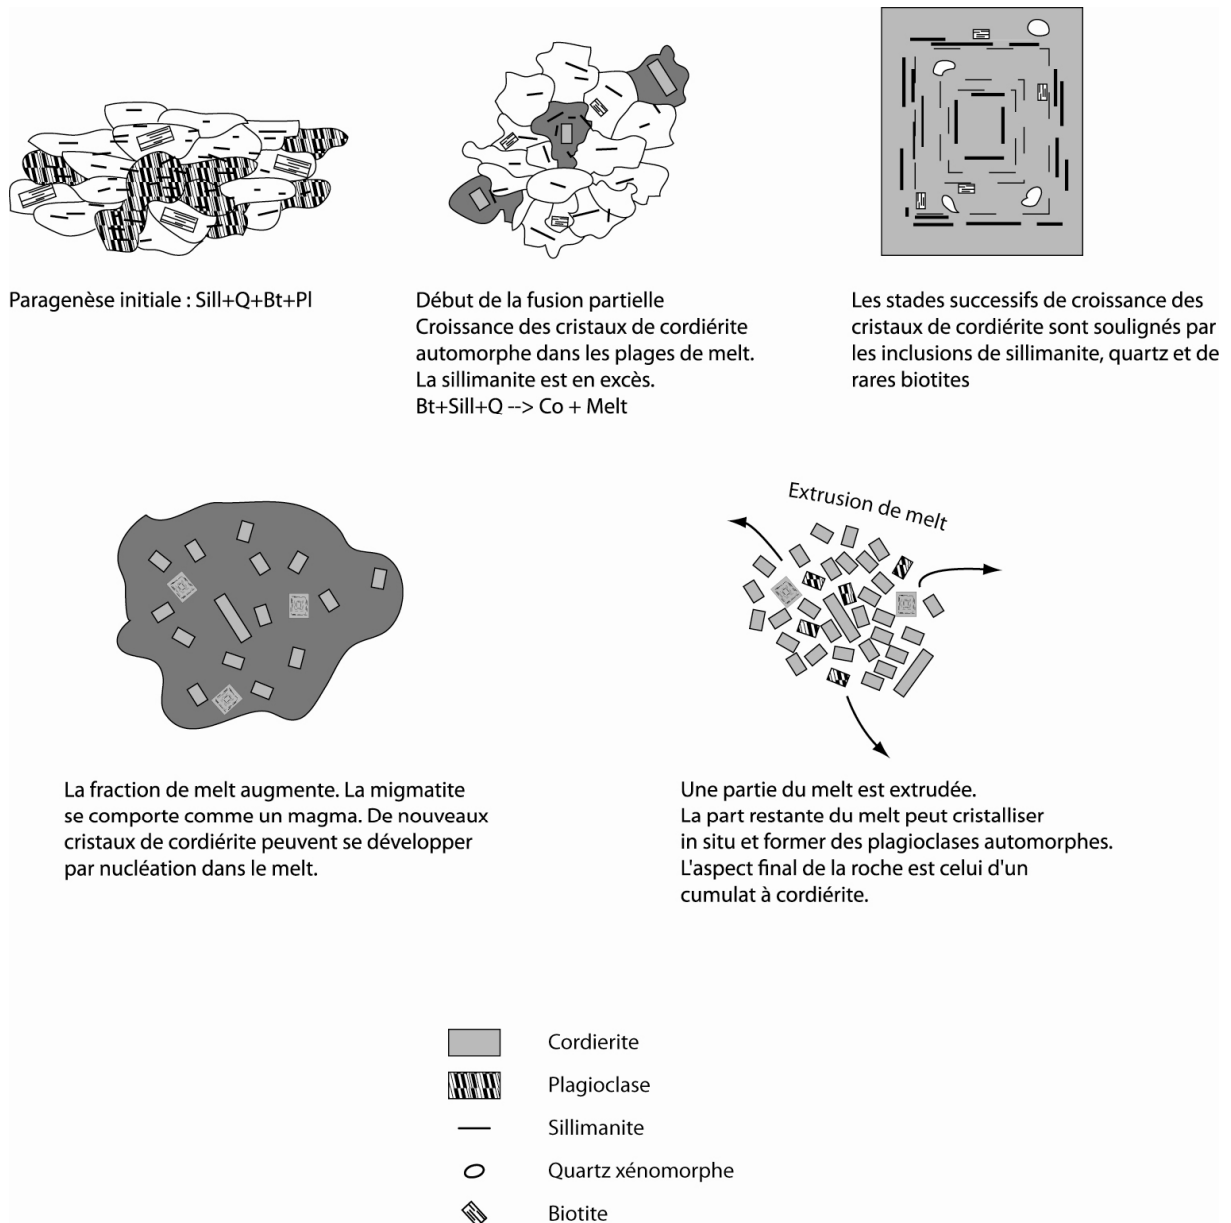 Paragenèse initiale : Sill+Q+Bt+Pl
Début de la fusion partielle
Croissance des cristaux de cordiérite
automorphe dans les plages de melt.
La sillimanite est en excès.
Bt+Sill+Q --> Co + Melt
Les stades successifs de croissance des
cristaux de cordiérite sont soulignés par
les inclusions de sillimanite, quartz et de
rares biotites
La fraction de melt augmente. La migmatite
se comporte comme un magma. De nouveaux
cristaux de cordiérite peuvent se développer
par nucléation dans le melt.
Extrusion de melt
Une partie du melt est extrudée.
La part restante du melt peut cristalliser
in situ et former des plagioclases automorphes.
L'aspect final de la roche est celui d'un
cumulat à cordiérite.
Cordierite
Plagioclase
Sillimanite
Quartz xénomorphe
Biotite